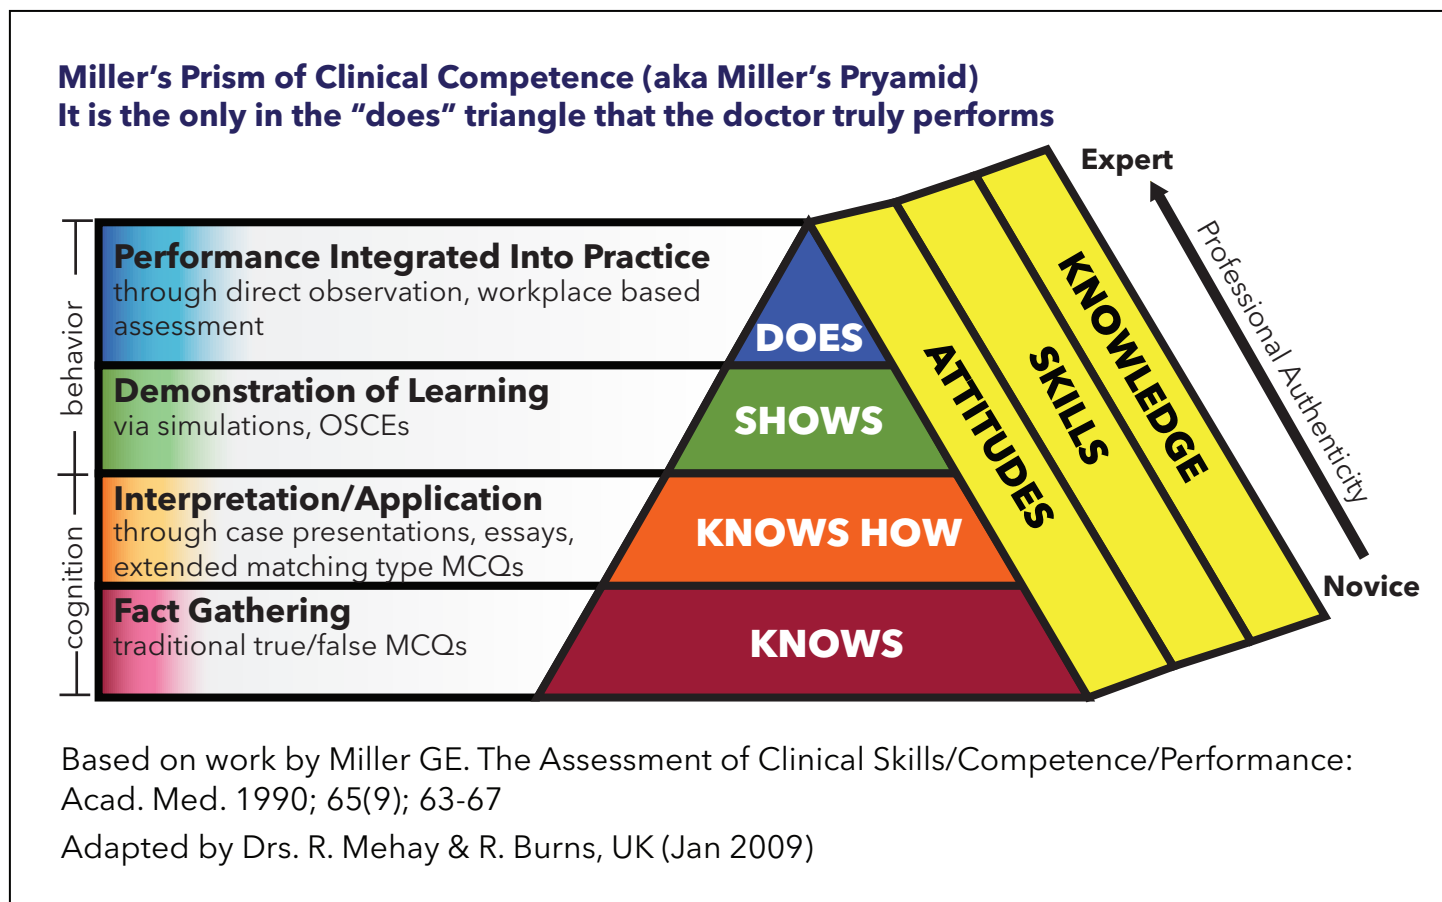 Miller’s Prism of Clinical Competence (aka Miller’s Pryamid)
It is the only in the “does” triangle that the doctor truly performs
behavior
cognition
Performance Integrated Into Practice
through direct observation, workplace based
assessment
Demonstration of Learning
via simulations, OSCEs
Interpretation/Application
through case presentations, essays,
extended matching type MCQs
Fact Gathering
traditional true/false MCQs
DOES
SHOWS
KNOWS HOW
KNOWS
ATTITUDES
SKILLS
KNOWLEDGE
Expert
Professional Authenticity
Novice
Based on work by Miller GE. The Assessment of Clinical Skills/Competence/Performance:
Acad. Med. 1990; 65(9); 63-67
Adapted by Drs. R. Mehay & R. Burns, UK (Jan 2009)